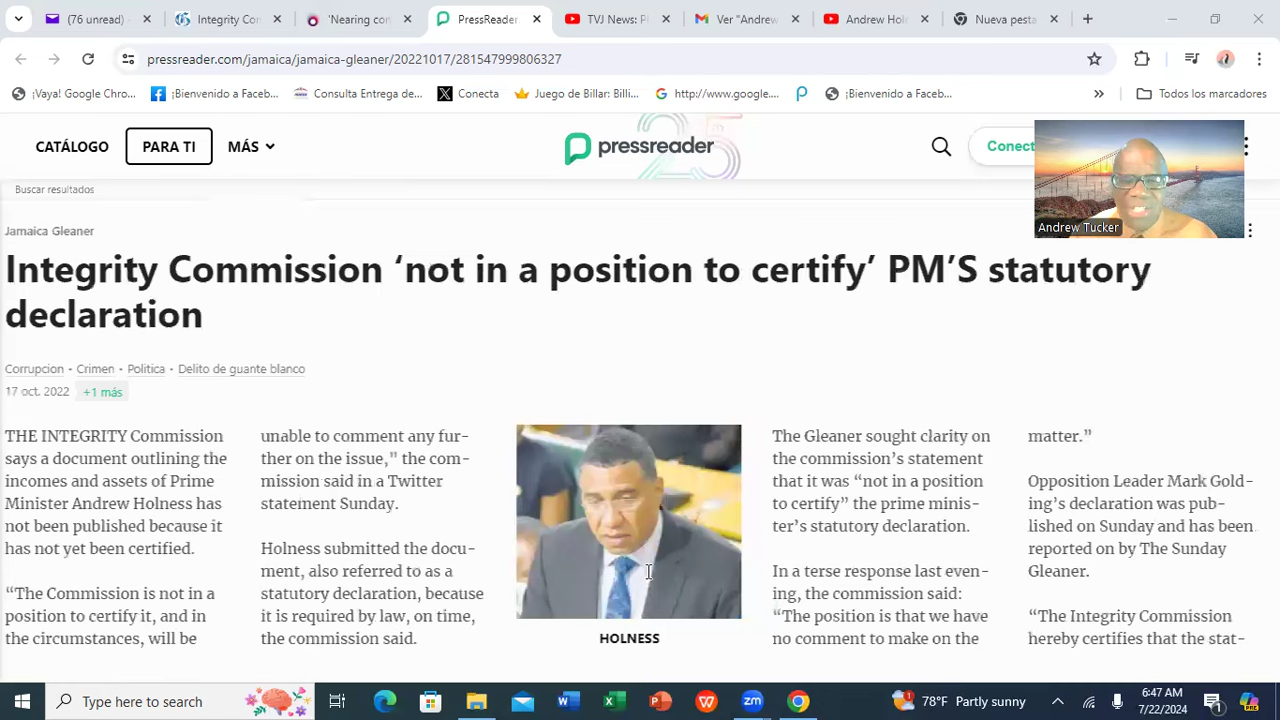 (76 unread)
Integrity Con
'Nearing con
PressReader
TVJ News: P
Ver "Andrew
Andrew Holr
Nueva pesta
pressreader.com/jamaica/jamaica-gleaner/20221017/281547999806327
¡Vaya! Google Chro...
¡Bienvenido a Faceb...
Consulta Entrega de...
Conecta
Juego de Billar: Billi...
http://www.google....
¡Bienvenido a Faceb...
Todos los marcadores
CATÁLOGO
PARA TI
MÁS
pressreader
25
Conect
Buscar resultados
Andrew Tucker
Jamaica Gleaner
Integrity Commission ‘not in a position to certify’ PM’S statutory
declaration
Corrupcion • Crimen • Politica • Delito de guante blanco
17 oct. 2022 +1 más
THE INTEGRITY Commission
says a document outlining the
incomes and assets of Prime
Minister Andrew Holness has
not been published because it
has not yet been certified.
“The Commission is not in a
position to certify it, and in
the circumstances, will be
unable to comment any fur-
ther on the issue,” the com-
mission said in a Twitter
statement Sunday.
Holness submitted the docu-
ment, also referred to as a
statutory declaration, because
it is required by law, on time,
the commission said.
HOLNESS
The Gleaner sought clarity on
the commission’s statement
that it was “not in a position
to certify” the prime minis-
ter’s statutory declaration.
In a terse response last even-
ing, the commission said:
“The position is that we have
no comment to make on the
matter.”
Opposition Leader Mark Gold-
ing’s declaration was pub-
lished on Sunday and has been
reported on by The Sunday
Gleaner.
“The Integrity Commission
hereby certifies that the stat-
Type here to search
78°F Partly sunny
6:47 AM
7/22/2024